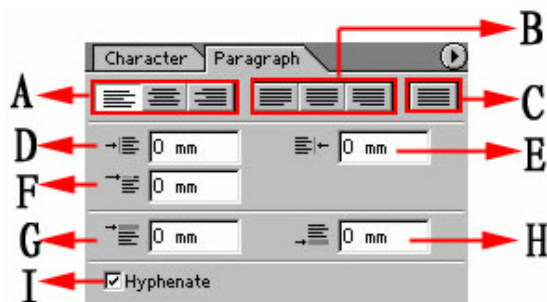 B
Character Paragraph
A C
D 0 mm 0 mm E
F 0 mm
G 0 mm 0 mm H
I Hyphenate